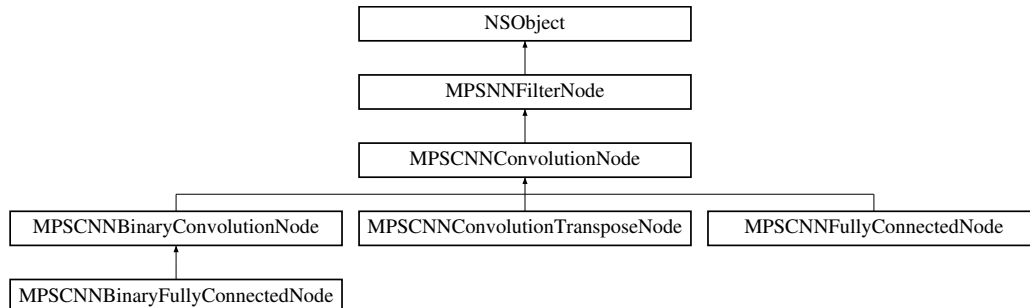 NSObject
MPSNNFilterNode
MPSCNNConvolutionNode
MPSCNNBinaryConvolutionNode
MPSCNNConvolutionTransposeNode
MPSCNNFullyConnectedNode
MPSCNNBinaryFullyConnectedNode